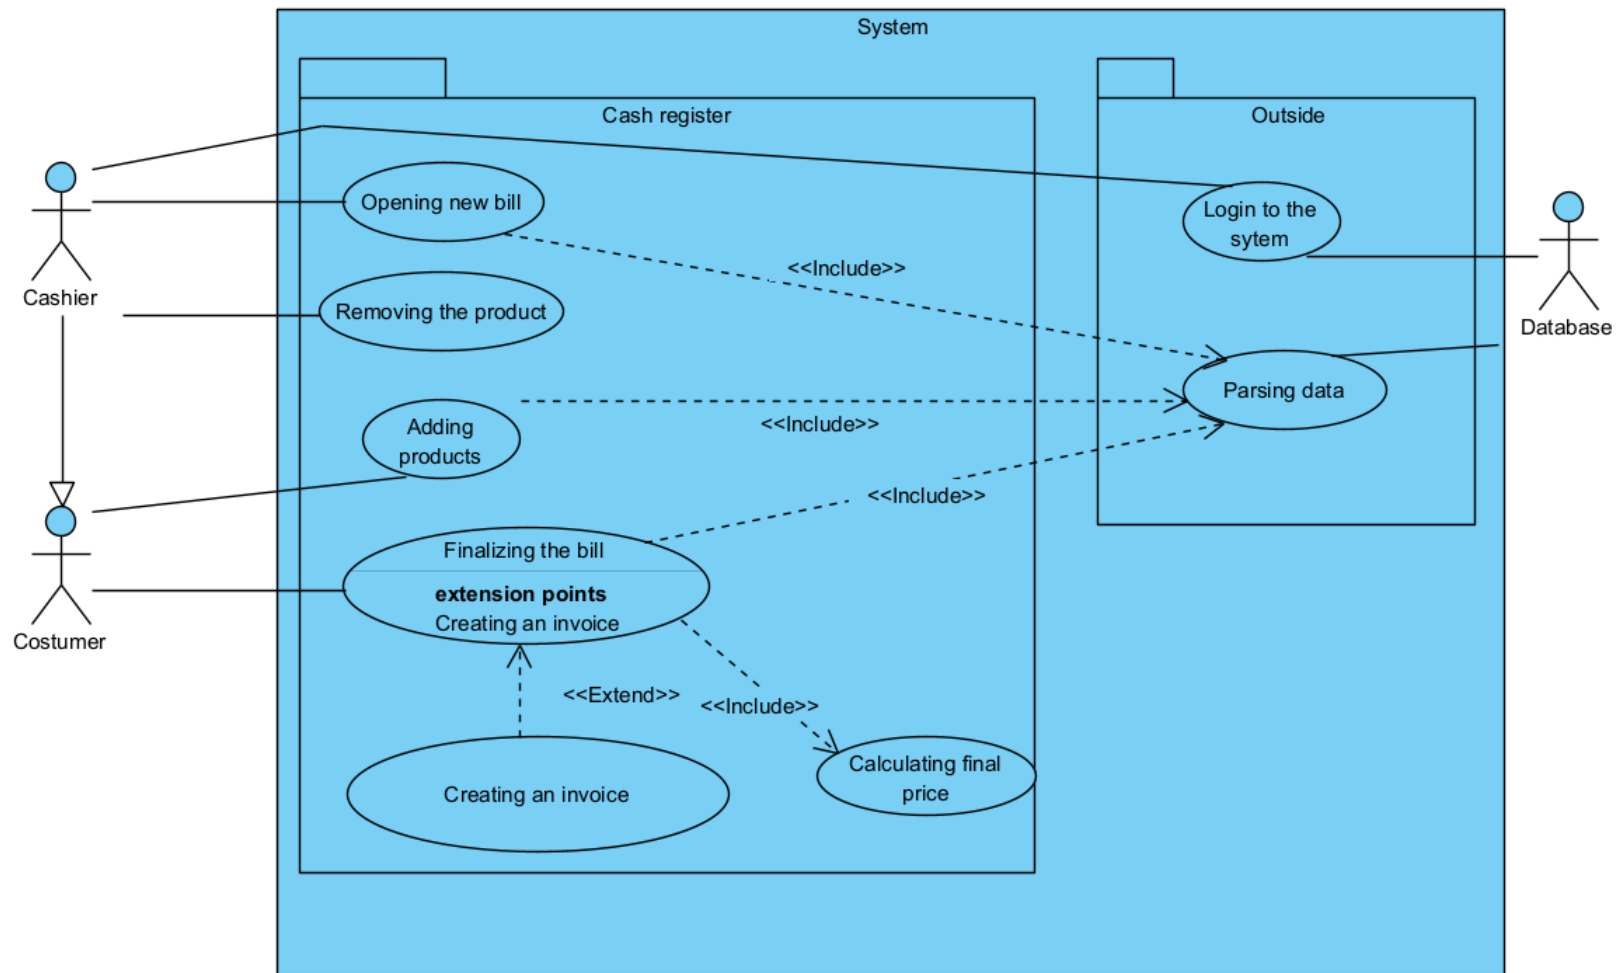 System
Cash register
Outside
Opening new bill
Login to the
sytem
<<Include>>
Cashier
Removing the product
Database
Parsing data
Adding
products
<<Include>>
<<Include>>
Finalizing the bill
extension points
Creating an invoice
Costumer
<<Extend>>
<<Include>>
Creating an invoice
Calculating final
price